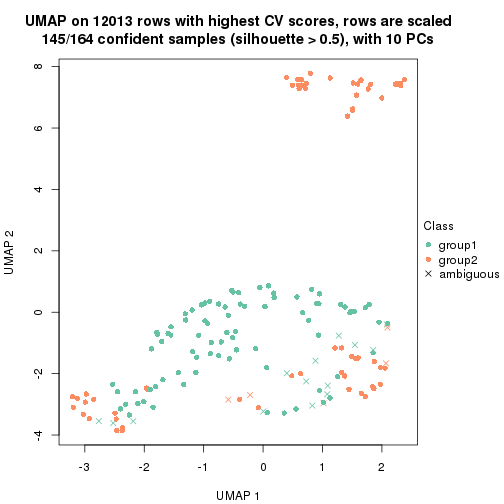 UMAP on 12013 rows with highest CV scores, rows are scaled
145/164 confident samples (silhouette > 0.5), with 10 PCs
8
6
4
2
0
-2
-4
UMAP 2
-3
-2
-1
0
1
2
UMAP 1
Class
group1
group2
ambiguous